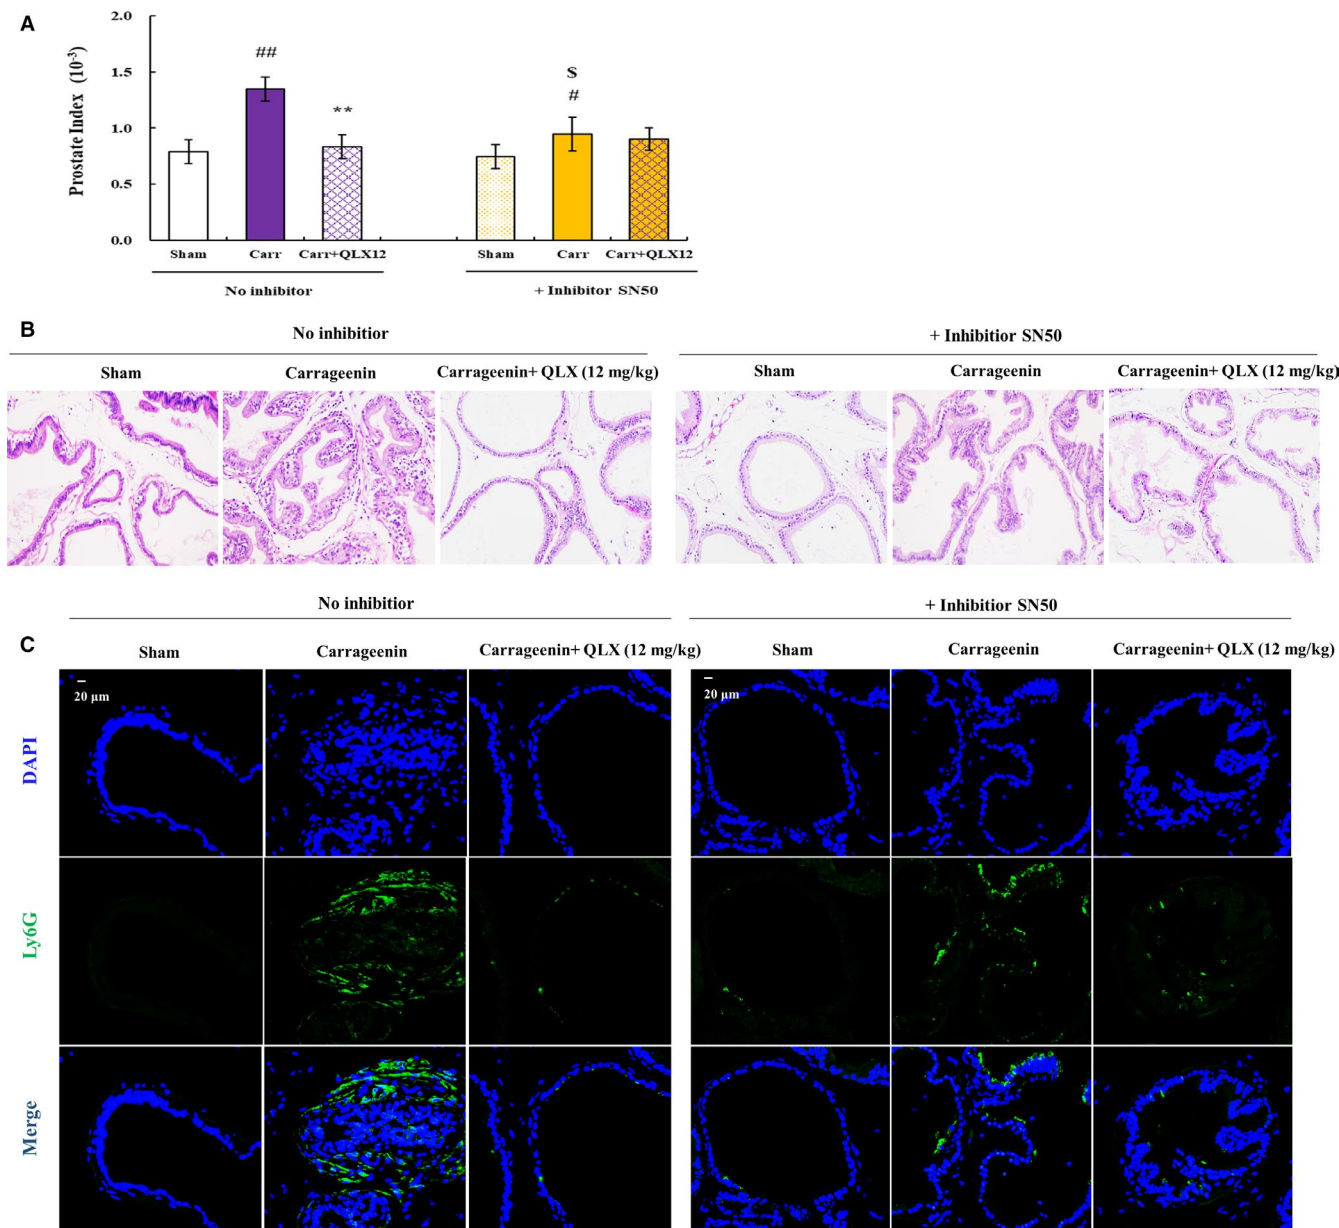 A
Prostate Index (10⁻³)
2.0
1.5
1.0
0.5
0.0
##
**
$
#
Sham Carr Carr+QLX12 Sham Carr Carr+QLX12
No inhibitor + Inhibitor SN50
B
No inhibitior + Inhibitior SN50
Sham Carrageenin Carrageenin+ QLX (12 mg/kg) Sham Carrageenin Carrageenin+ QLX (12 mg/kg)
No inhibitior + Inhibitior SN50
C
Sham Carrageenin Carrageenin+ QLX (12 mg/kg) Sham Carrageenin Carrageenin+ QLX (12 mg/kg)
20 μm 20 μm
DAPI
Ly6G
Merge